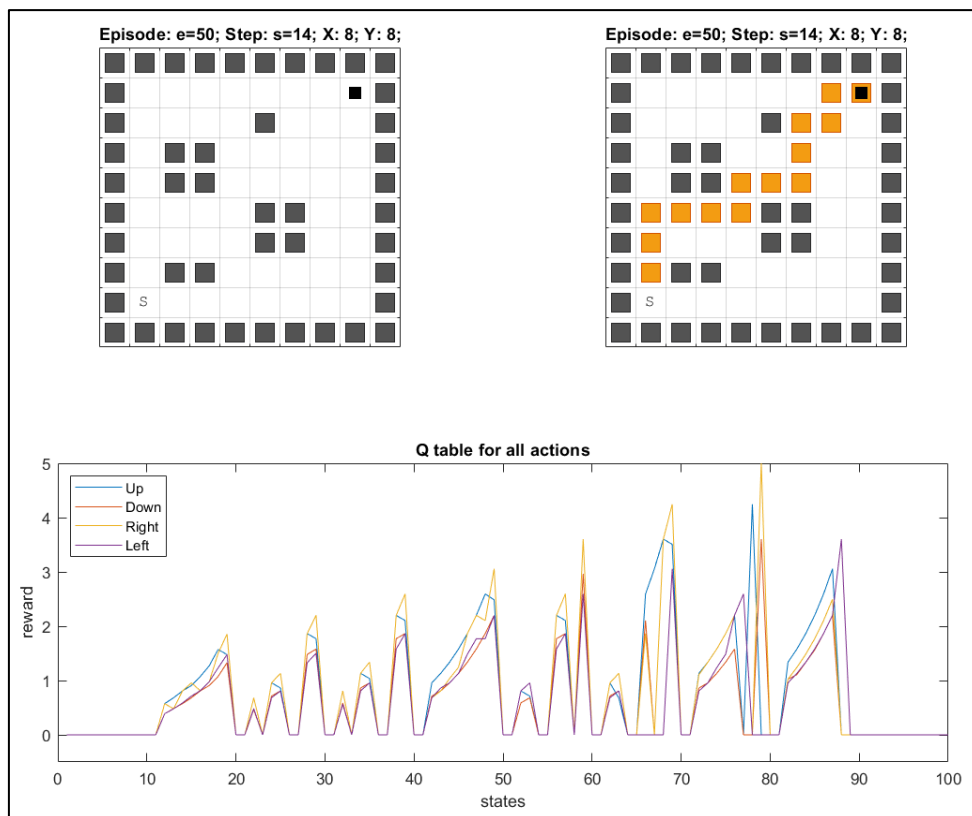 Episode: e=50; Step: s=14; X: 8; Y: 8;
Episode: e=50; Step: s=14; X: 8; Y: 8;
S
S
Q table for all actions
5
4
3
2
1
0
reward
Up
Down
Right
Left
0 10 20 30 40 50 60 70 80 90 100
states